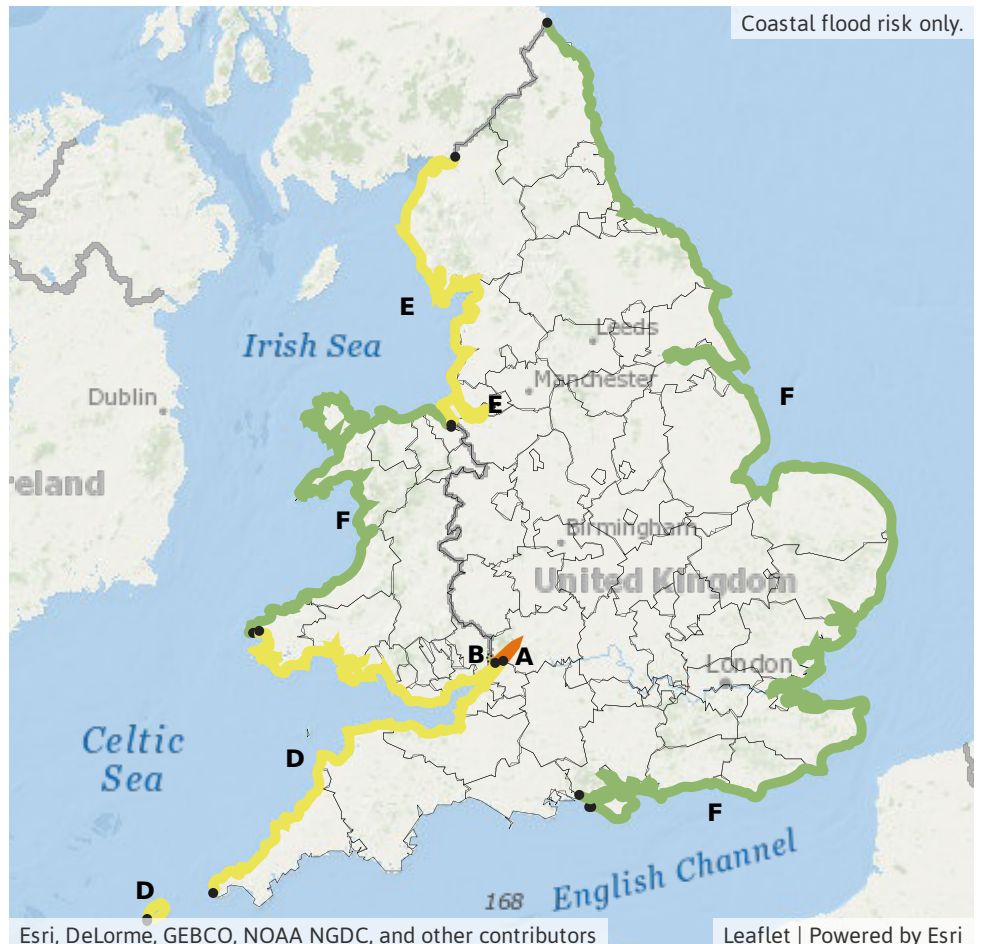 Coastal flood risk only.
Leeds
E
Irish Sea
Manchester
Dublin
F
E
reland
F
Birmingham
United Kingdom
B
A
London
Celtic
Sea
D
F
English Channel
D
168
Esri, DeLorme, GEBCO, NOAA NGDC, and other contributors
Leaflet | Powered by Esri